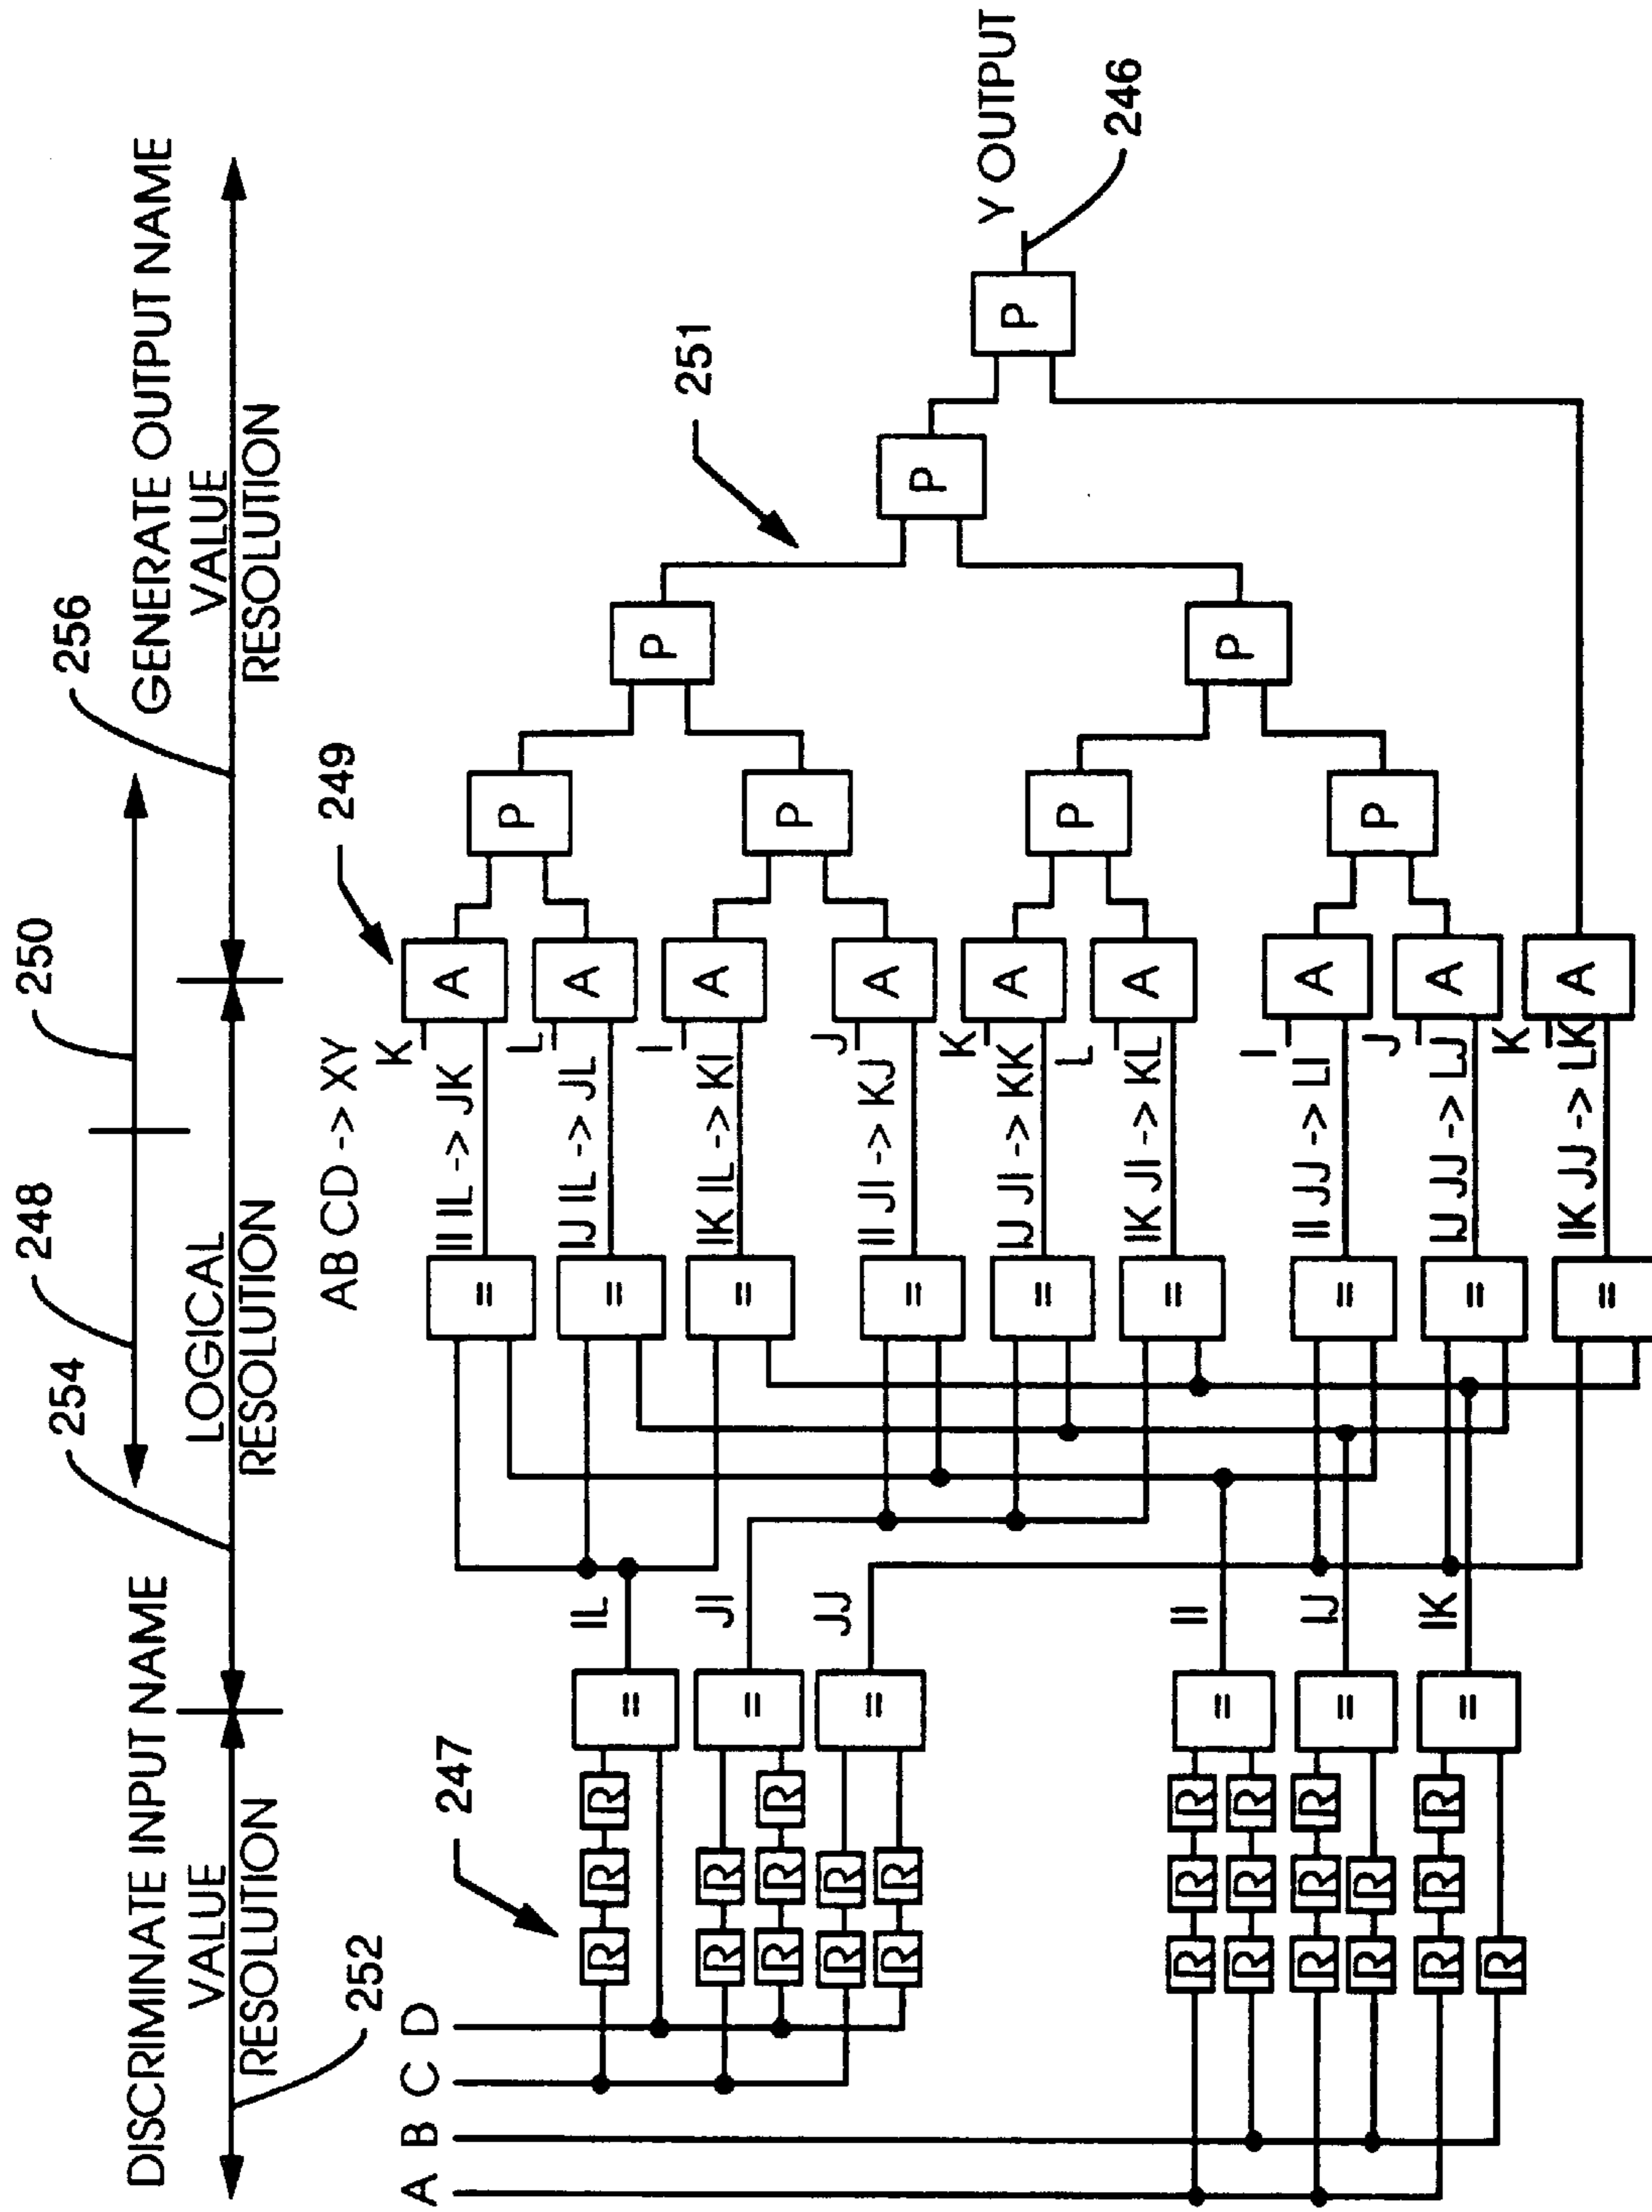 250
248
254
256
DISCRIMINATE INPUT NAME
VALUE
RESOLUTION
LOGICAL
RESOLUTION
GENERATE OUTPUT NAME
VALUE
RESOLUTION
252
249
AB CD -> XY
A B C D
247
251
K
II IL -> JK
= A
P
L
IJ IL -> JL
= A
R R R = IL
P
I
IK IL -> KI
= A
R R = JI
R R R
P
J
II JI -> KJ
= A
R R = JJ
R R
P
K
IJ JI -> KK
= A
P
Y OUTPUT
246
L
IK JI -> KL
= A
P
R R R = II
R R R
P
I
II JJ -> LI
= A
R R R = IJ
R R
P
J
IJ JJ -> LJ
= A
R R R = IK
R
K
IK JJ -> LK
= A